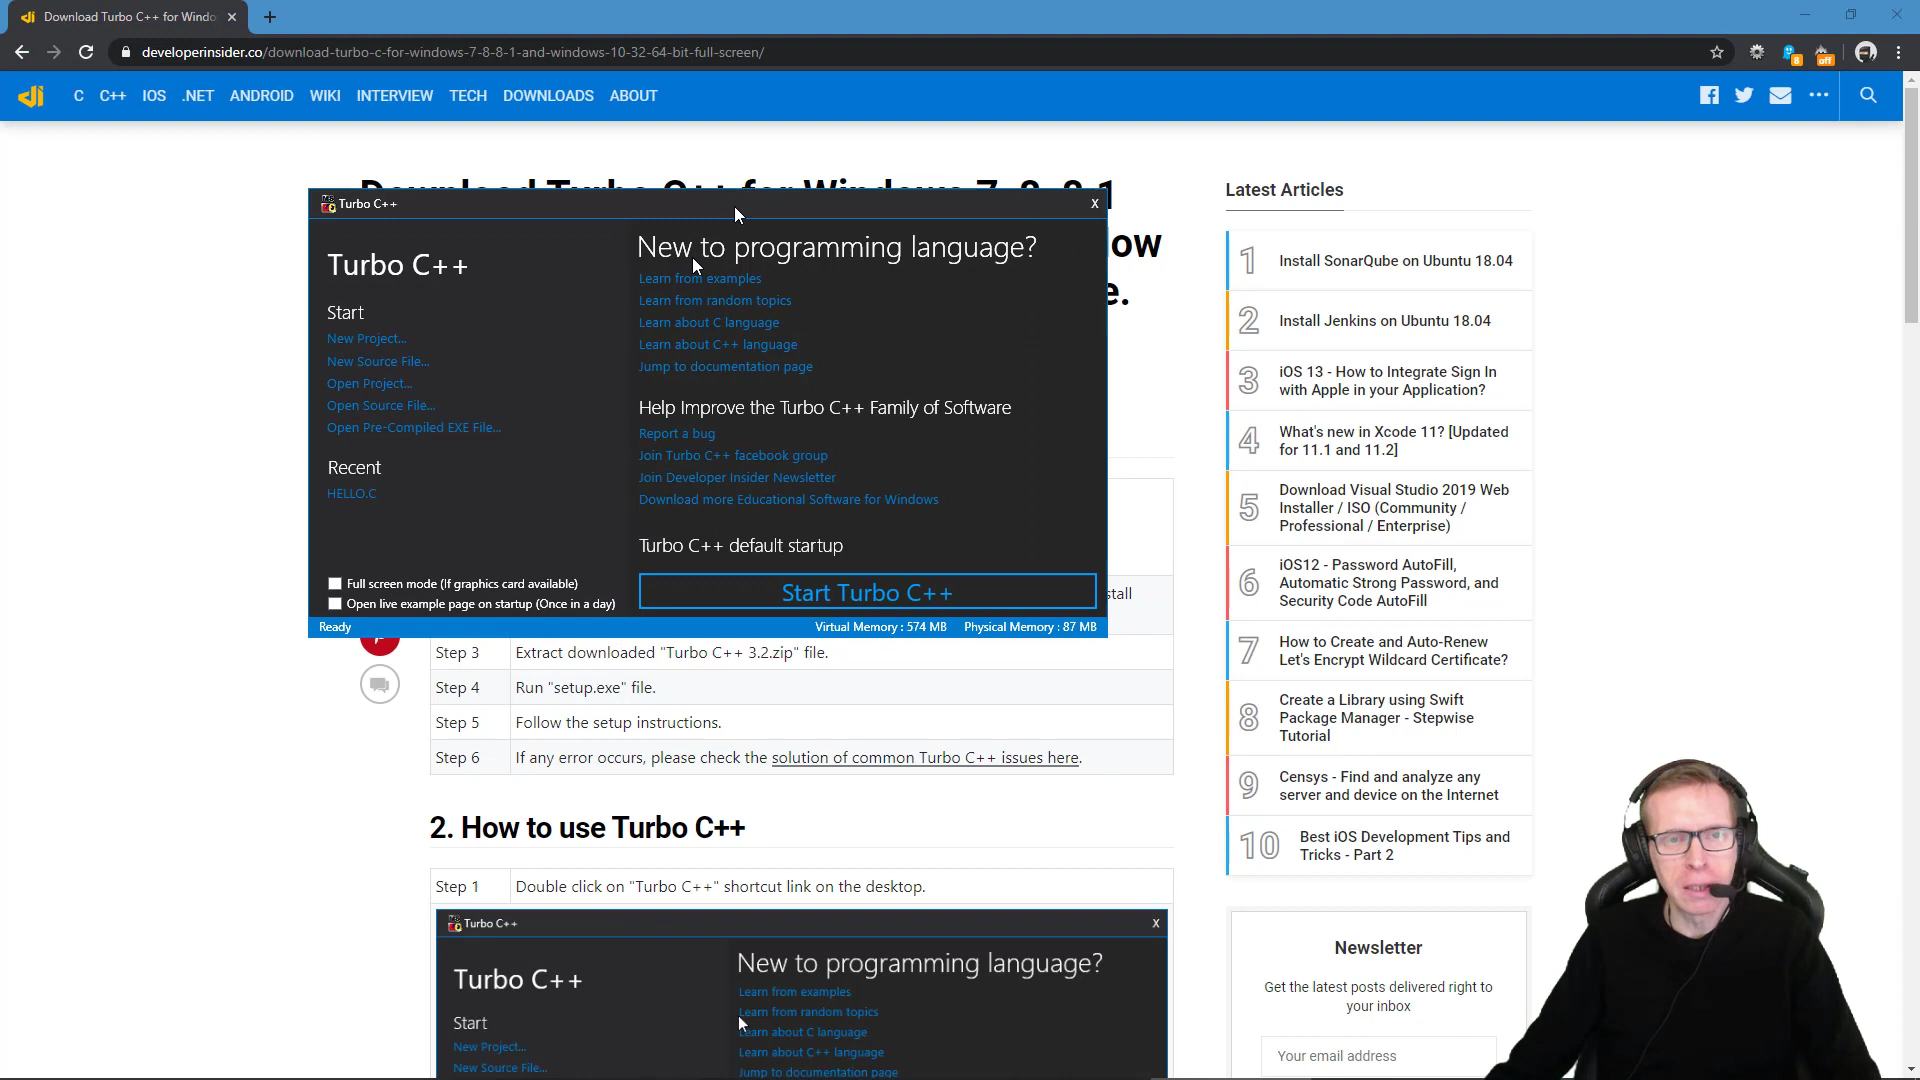 Download Turbo C++ for Windo
developerinsider.co/download-turbo-c-for-windows-7-8-8-1-and-windows-10-32-64-bit-full-screen/
8
off
C C++ IOS .NET ANDROID WIKI INTERVIEW TECH DOWNLOADS ABOUT
Download Turbo C++ for Windows 7, 8, 8.1
low
e.
Turbo C++
X
Turbo C++
Start
New Project...
New Source File...
Open Project...
Open Source File...
Open Pre-Compiled EXE File...
Recent
HELLO.C
Full screen mode (If graphics card available)
Open live example page on startup (Once in a day)
New to programming language?
Learn from examples
Learn from random topics
Learn about C language
Learn about C++ language
Jump to documentation page
Help Improve the Turbo C++ Family of Software
Report a bug
Join Turbo C++ facebook group
Join Developer Insider Newsletter
Download more Educational Software for Windows
Turbo C++ default startup
Start Turbo C++
Ready
Virtual Memory : 574 MB Physical Memory : 87 MB
stall
Step 3 Extract downloaded "Turbo C++ 3.2.zip" file.
Step 4 Run "setup.exe" file.
Step 5 Follow the setup instructions.
Step 6 If any error occurs, please check the solution of common Turbo C++ issues here.
2. How to use Turbo C++
Step 1 Double click on "Turbo C++" shortcut link on the desktop.
Turbo C++
X
Turbo C++
Start
New Project...
New Source File...
New to programming language?
Learn from examples
Learn from random topics
Learn about C language
Learn about C++ language
Jump to documentation page
Latest Articles
1 Install SonarQube on Ubuntu 18.04
2 Install Jenkins on Ubuntu 18.04
3 iOS 13 - How to Integrate Sign In
with Apple in your Application?
4 What's new in Xcode 11? [Updated
for 11.1 and 11.2]
5 Download Visual Studio 2019 Web
Installer / ISO (Community /
Professional / Enterprise)
6 iOS12 - Password AutoFill,
Automatic Strong Password, and
Security Code AutoFill
7 How to Create and Auto-Renew
Let's Encrypt Wildcard Certificate?
8 Create a Library using Swift
Package Manager - Stepwise
Tutorial
9 Censys - Find and analyze any
server and device on the Internet
10 Best iOS Development Tips and
Tricks - Part 2
Newsletter
Get the latest posts delivered right to
your inbox
Your email address